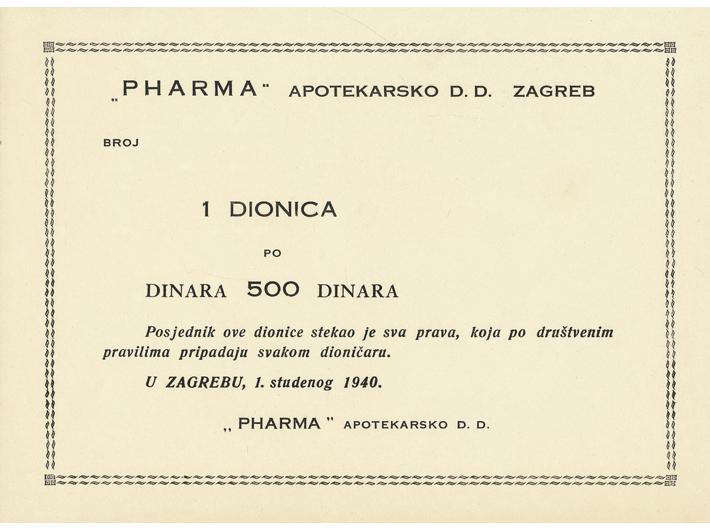 „PHARMA“ APOTEKARSKO D. D. ZAGREB
BROJ
1 DIONICA
PO
DINARA 500 DINARA
Posjednik ove dionice stekao je sva prava, koja po društvenim
pravilima pripadaju svakom dioničaru.
U ZAGREBU, 1. studenog 1940.
„PHARMA“ APOTEKARSKO D. D.